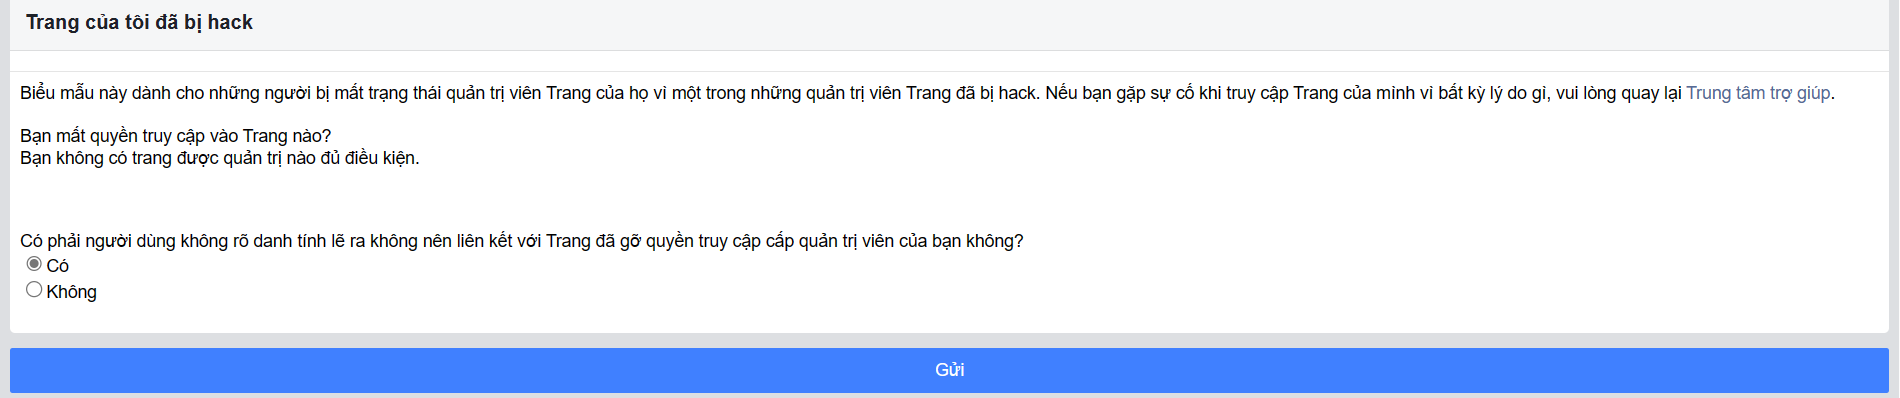 Trang của tôi đã bị hack
Biểu mẫu này dành cho những người bị mất trạng thái quản trị viên Trang của họ vì một trong những quản trị viên Trang đã bị hack. Nếu bạn gặp sự cố khi truy cập Trang của mình vì bất kỳ lý do gì, vui lòng quay lại Trung tâm trợ giúp.
Bạn mất quyền truy cập vào Trang nào?
Bạn không có trang được quản trị nào đủ điều kiện.
Có phải người dùng không rõ danh tính lẽ ra không nên liên kết với Trang đã gỡ quyền truy cập cấp quản trị viên của bạn không?
Có
Không
Gửi